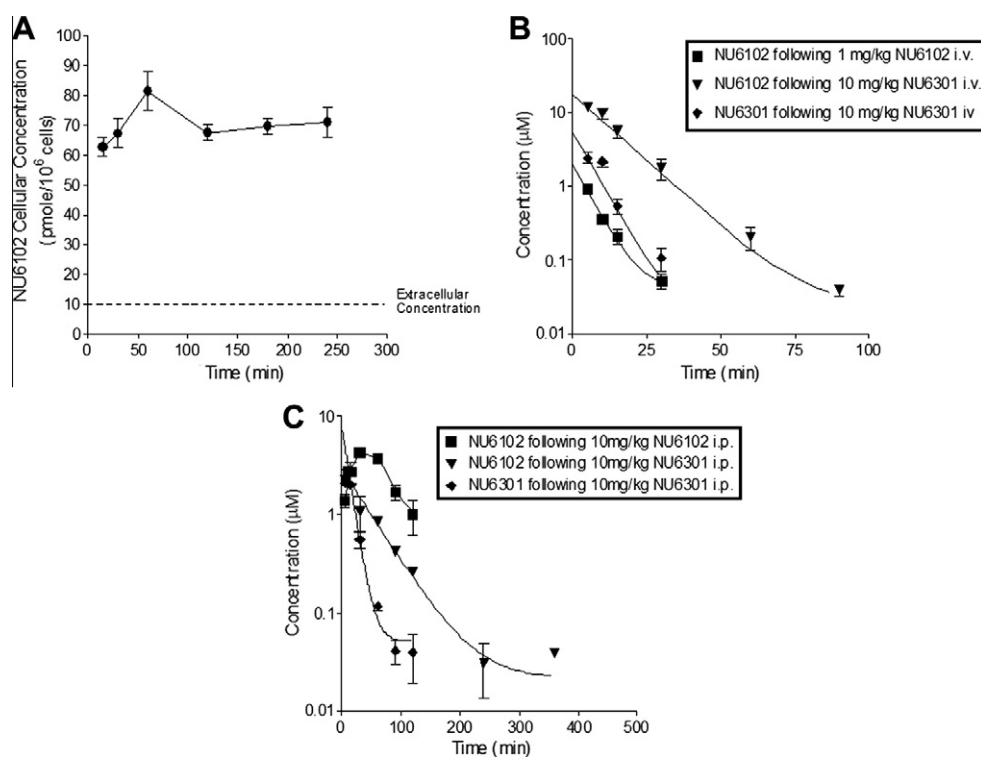 A
NU6102 Cellular Concentration
(pmole/10⁶ cells)
100
90
80
70
60
50
40
30
20
10
0
Extracellular
Concentration
0 50 100 150 200 250 300
Time (min)
B
Concentration (µM)
100
10
1
0.1
0.01
NU6102 following 1 mg/kg NU6102 i.v.
NU6102 following 10 mg/kg NU6301 i.v.
NU6301 following 10 mg/kg NU6301 iv
0 25 50 75 100
Time (min)
C
Concentration (µM)
10
1
0.1
0.01
NU6102 following 10mg/kg NU6102 i.p.
NU6102 following 10mg/kg NU6301 i.p.
NU6301 following 10mg/kg NU6301 i.p.
0 100 200 300 400 500
Time (min)